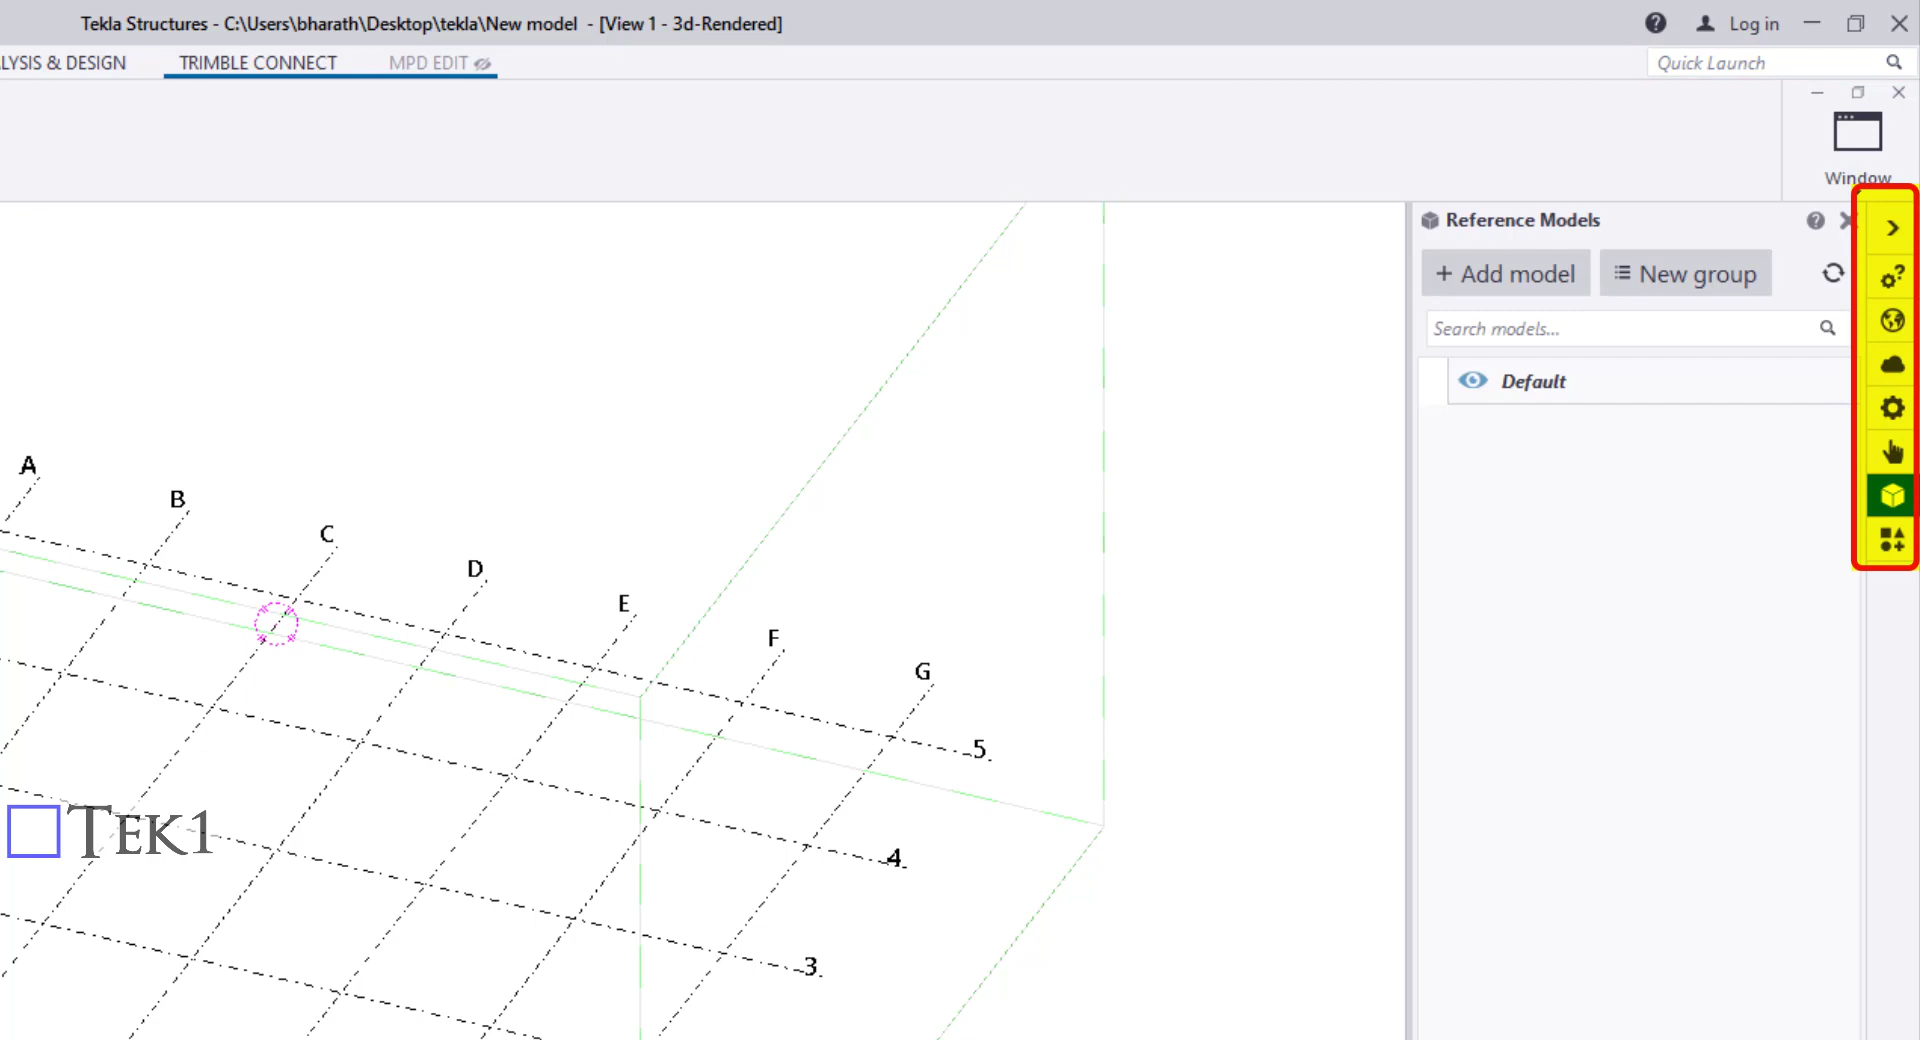 Tekla Structures - C:\Users\bharath\Desktop\tekla\New model - [View 1 - 3d-Rendered]
Log in
LYSIS & DESIGN
TRIMBLE CONNECT
MPD EDIT
Quick Launch
Window
Reference Models
+ Add model
New group
Search models...
Default
A
B
C
D
E
F
G
5
4
3
TEK1